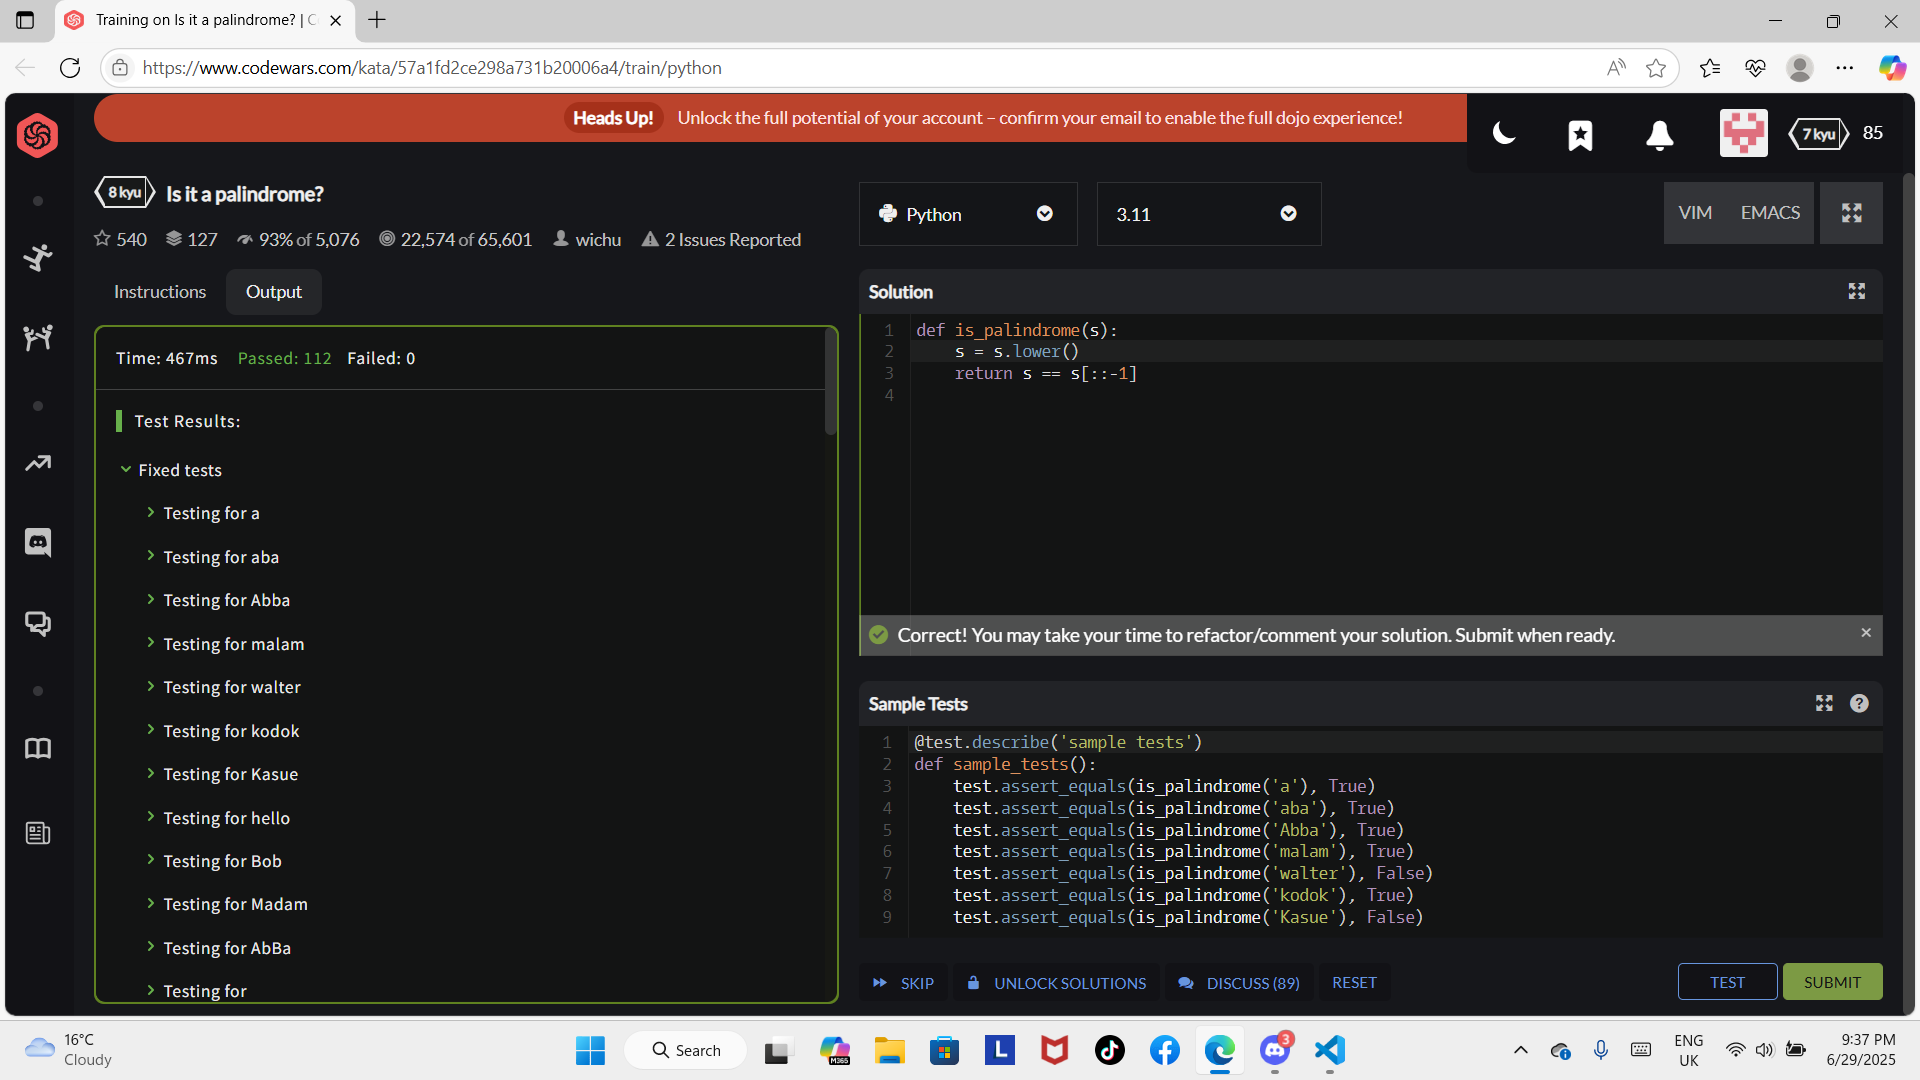 Training on Is it a palindrome? | C
https://www.codewars.com/kata/57a1fd2ce298a731b20006a4/train/python
Heads Up! Unlock the full potential of your account – confirm your email to enable the full dojo experience!
7 kyu 85
8 kyu Is it a palindrome?
540 127 93% of 5,076 22,574 of 65,601 wichu 2 Issues Reported
Python
3.11
VIM EMACS
Instructions Output
Time: 467ms Passed: 112 Failed: 0
Test Results:
Fixed tests
Testing for a
Testing for aba
Testing for Abba
Testing for malam
Testing for walter
Testing for kodok
Testing for Kasue
Testing for hello
Testing for Bob
Testing for Madam
Testing for AbBa
Testing for
Solution
1 def is_palindrome(s):
2 s = s.lower()
3 return s == s[::-1]
4
Correct! You may take your time to refactor/comment your solution. Submit when ready.
Sample Tests
1 @test.describe('sample tests')
2 def sample_tests():
3 test.assert_equals(is_palindrome('a'), True)
4 test.assert_equals(is_palindrome('aba'), True)
5 test.assert_equals(is_palindrome('Abba'), True)
6 test.assert_equals(is_palindrome('malam'), True)
7 test.assert_equals(is_palindrome('walter'), False)
8 test.assert_equals(is_palindrome('kodok'), True)
9 test.assert_equals(is_palindrome('Kasue'), False)
SKIP UNLOCK SOLUTIONS DISCUSS (89) RESET TEST SUBMIT
16°C
Cloudy
Search
M365
L
3
ENG
UK
9:37 PM
6/29/2025